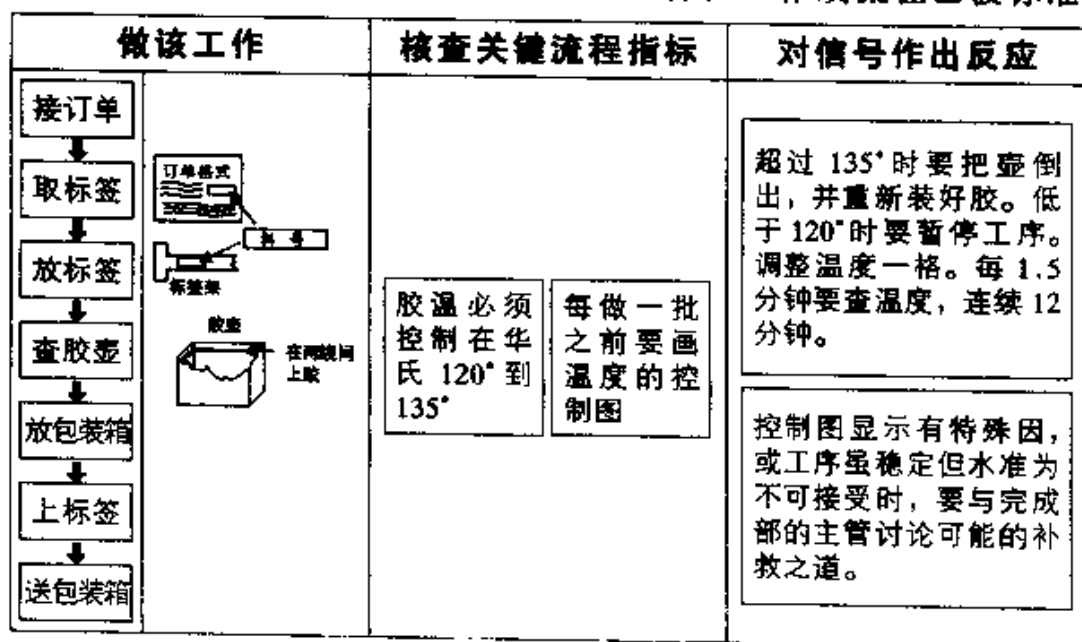 做该工作
核查关键流程指标
对信号作出反应
接订单
取标签
放标签
查胶壶
放包装箱
上标签
送包装箱
订单格式
号
标签架
胶壶
在两线间
上胶
胶温必须
控制在华
氏 120°到
135°
每做一批
之前要画
温度的控
制图
超过 135°时要把壶倒
出，并重新装好胶。低
于 120°时要暂停工序。
调整温度一格。每 1.5
分钟要查温度，连续 12
分钟。
控制图显示有特殊因，
或工序虽稳定但水准为
不可接受时，要与完成
部的主管讨论可能的补
救之道。